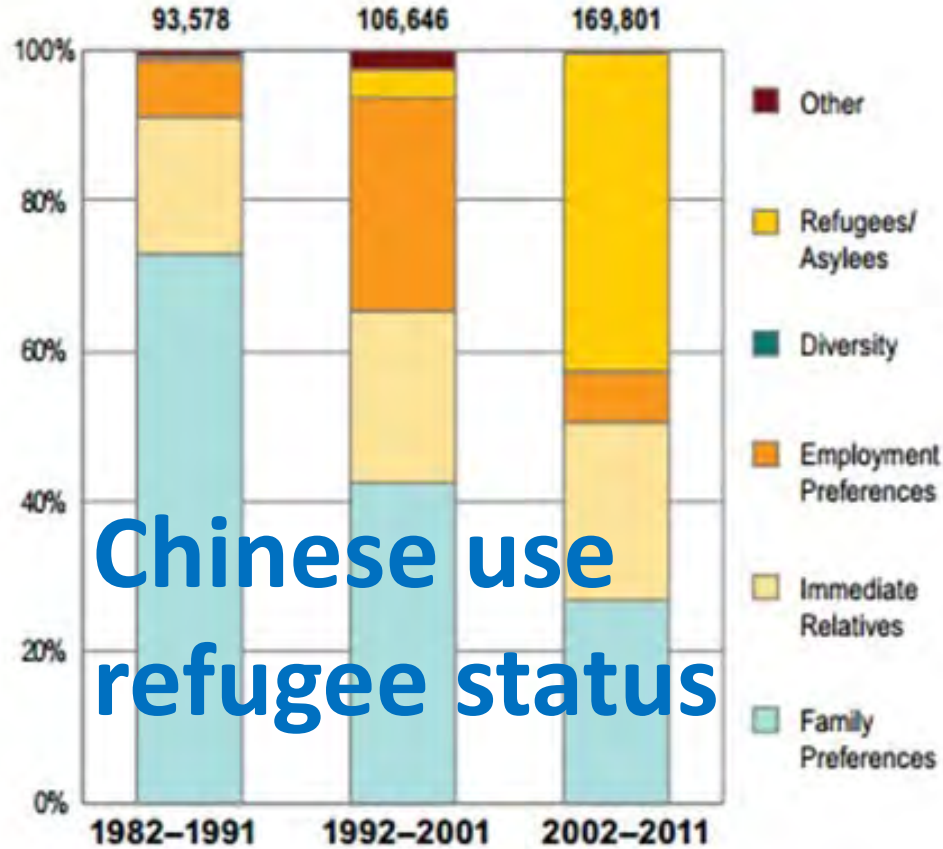 93,578 106,646 169,801
100%
80%
60%
40%
20%
0%
1982–1991 1992–2001 2002–2011
Other
Refugees/
Asylees
Diversity
Employment
Preferences
Immediate
Relatives
Family
Preferences
Chinese use
refugee status